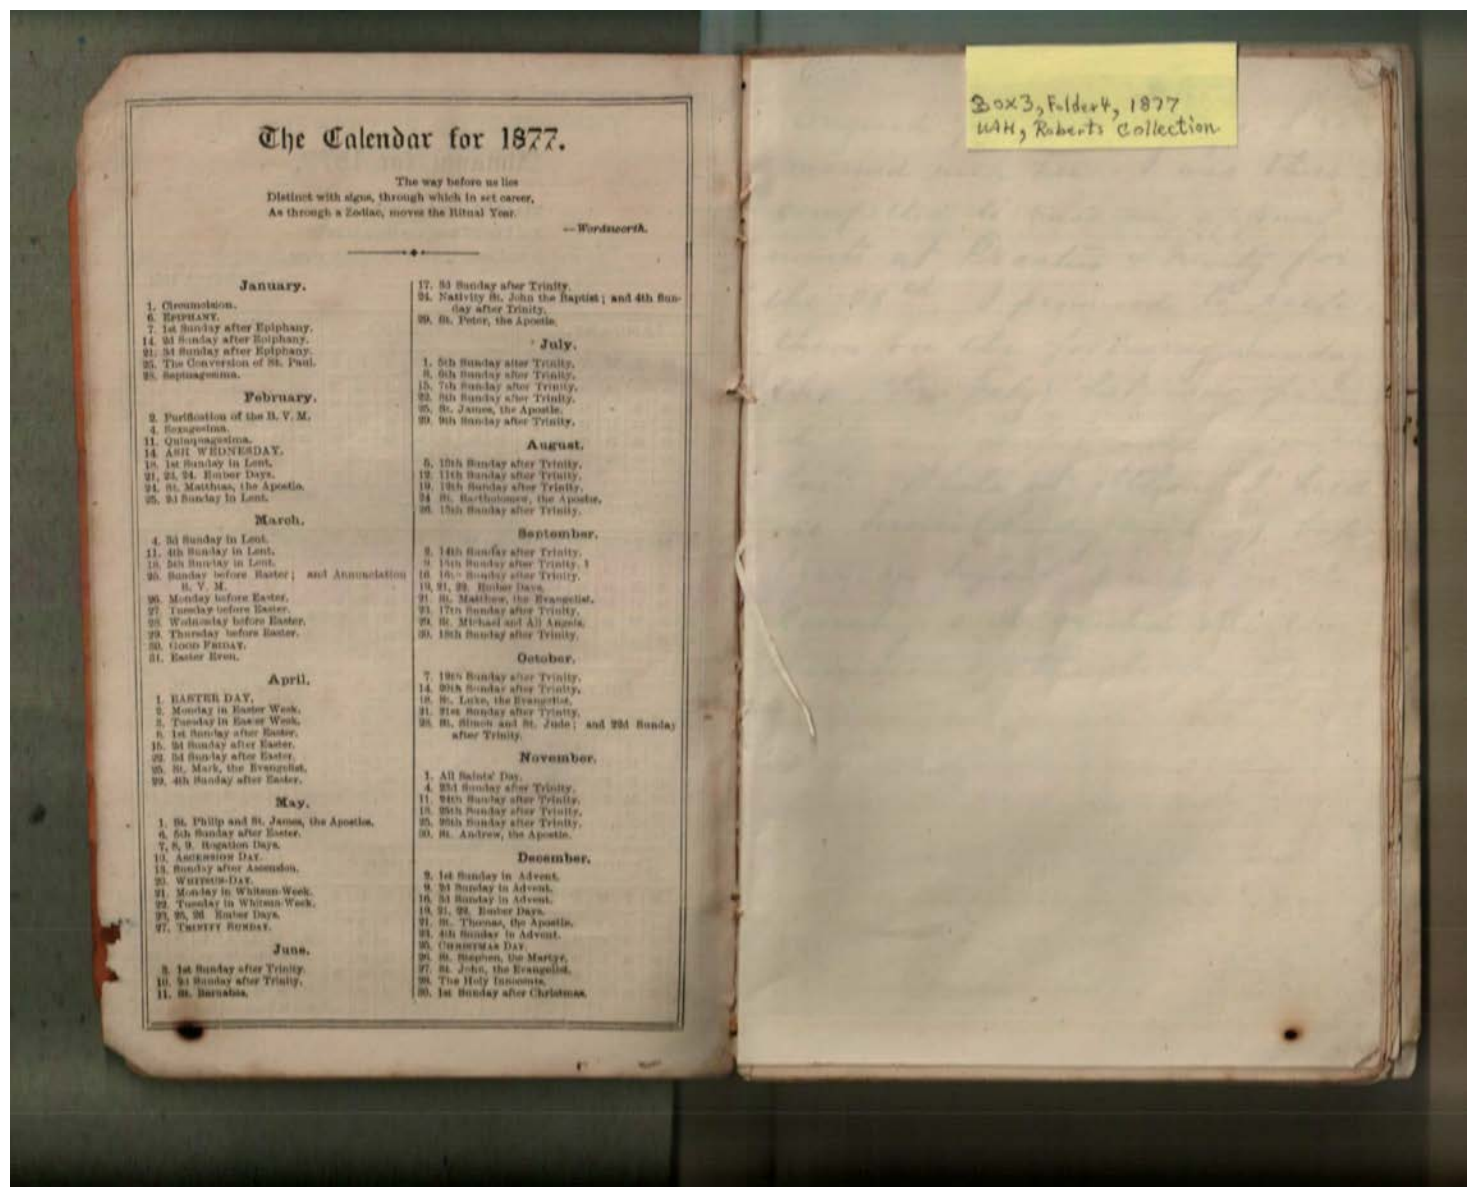 The Calendar for 1877.
The way before us lies
Distinct with signs, through which in set career,
As through a Zodiac, moves the Ritual Year.
—Wordsworth.
January.
1. Circumcision.
6. EPIPHANY.
7. 1st Sunday after Epiphany.
14. 2d Sunday after Epiphany.
21. 3d Sunday after Epiphany.
25. The Conversion of St. Paul.
28. Septuagesima.
February.
2. Purification of the B. V. M.
4. Sexagesima.
11. Quinquagesima.
14. ASH WEDNESDAY.
18. 1st Sunday in Lent.
21, 23, 24. Ember Days.
24. St. Matthias, the Apostle.
25. 2d Sunday in Lent.
March.
4. 3d Sunday in Lent.
11. 4th Sunday in Lent.
18. 5th Sunday in Lent.
25. Sunday before Easter; and Annunciation
B. V. M.
26. Monday before Easter.
27. Tuesday before Easter.
28. Wednesday before Easter.
29. Thursday before Easter.
30. GOOD FRIDAY.
31. Easter Even.
April.
1. EASTER DAY.
2. Monday in Easter Week.
3. Tuesday in Easter Week.
8. 1st Sunday after Easter.
15. 2d Sunday after Easter.
22. 3d Sunday after Easter.
25. St. Mark, the Evangelist.
29. 4th Sunday after Easter.
May.
1. St. Philip and St. James, the Apostles.
6. 5th Sunday after Easter.
7, 8, 9. Rogation Days.
10. ASCENSION DAY.
13. Sunday after Ascension.
20. WHITSUN-DAY.
21. Monday in Whitsun-Week.
22. Tuesday in Whitsun-Week.
23, 25, 26 Ember Days.
27. TRINITY SUNDAY.
June.
3. 1st Sunday after Trinity.
10. 2d Sunday after Trinity.
11. St. Barnabas.
17. 3d Sunday after Trinity.
24. Nativity St. John the Baptist; and 4th Sun-
day after Trinity.
29. St. Peter, the Apostle.
July.
1. 5th Sunday after Trinity.
8. 6th Sunday after Trinity.
15. 7th Sunday after Trinity.
22. 8th Sunday after Trinity.
25. St. James, the Apostle.
29. 9th Sunday after Trinity.
August.
5. 10th Sunday after Trinity.
12. 11th Sunday after Trinity.
19. 12th Sunday after Trinity.
24 St. Bartholomew, the Apostle.
26. 13th Sunday after Trinity.
September.
2. 14th Sunday after Trinity.
9 15th Sunday after Trinity.
16. 16th Sunday after Trinity.
19, 21, 22. Ember Days.
21. St. Matthew, the Evangelist.
23. 17th Sunday after Trinity.
29. St. Michael and All Angels.
30. 18th Sunday after Trinity.
October.
7. 19th Sunday after Trinity.
14. 20th Sunday after Trinity.
18. St. Luke, the Evangelist.
21. 21st Sunday after Trinity.
28. St. Simon and St. Jude; and 22d Sunday
after Trinity.
November.
1. All Saints' Day.
4. 23d Sunday after Trinity.
11. 24th Sunday after Trinity.
18. 25th Sunday after Trinity.
25. 26th Sunday after Trinity.
30. St. Andrew, the Apostle.
December.
2. 1st Sunday in Advent.
9. 2d Sunday in Advent.
16. 3d Sunday in Advent.
19, 21, 22. Ember Days.
21. St. Thomas, the Apostle.
23. 4th Sunday in Advent.
25. CHRISTMAS DAY.
26. St. Stephen, the Martyr.
27. St. John, the Evangelist.
28. The Holy Innocents.
30. 1st Sunday after Christmas.
Box3, Folder4, 1877
UAH, Roberts Collection